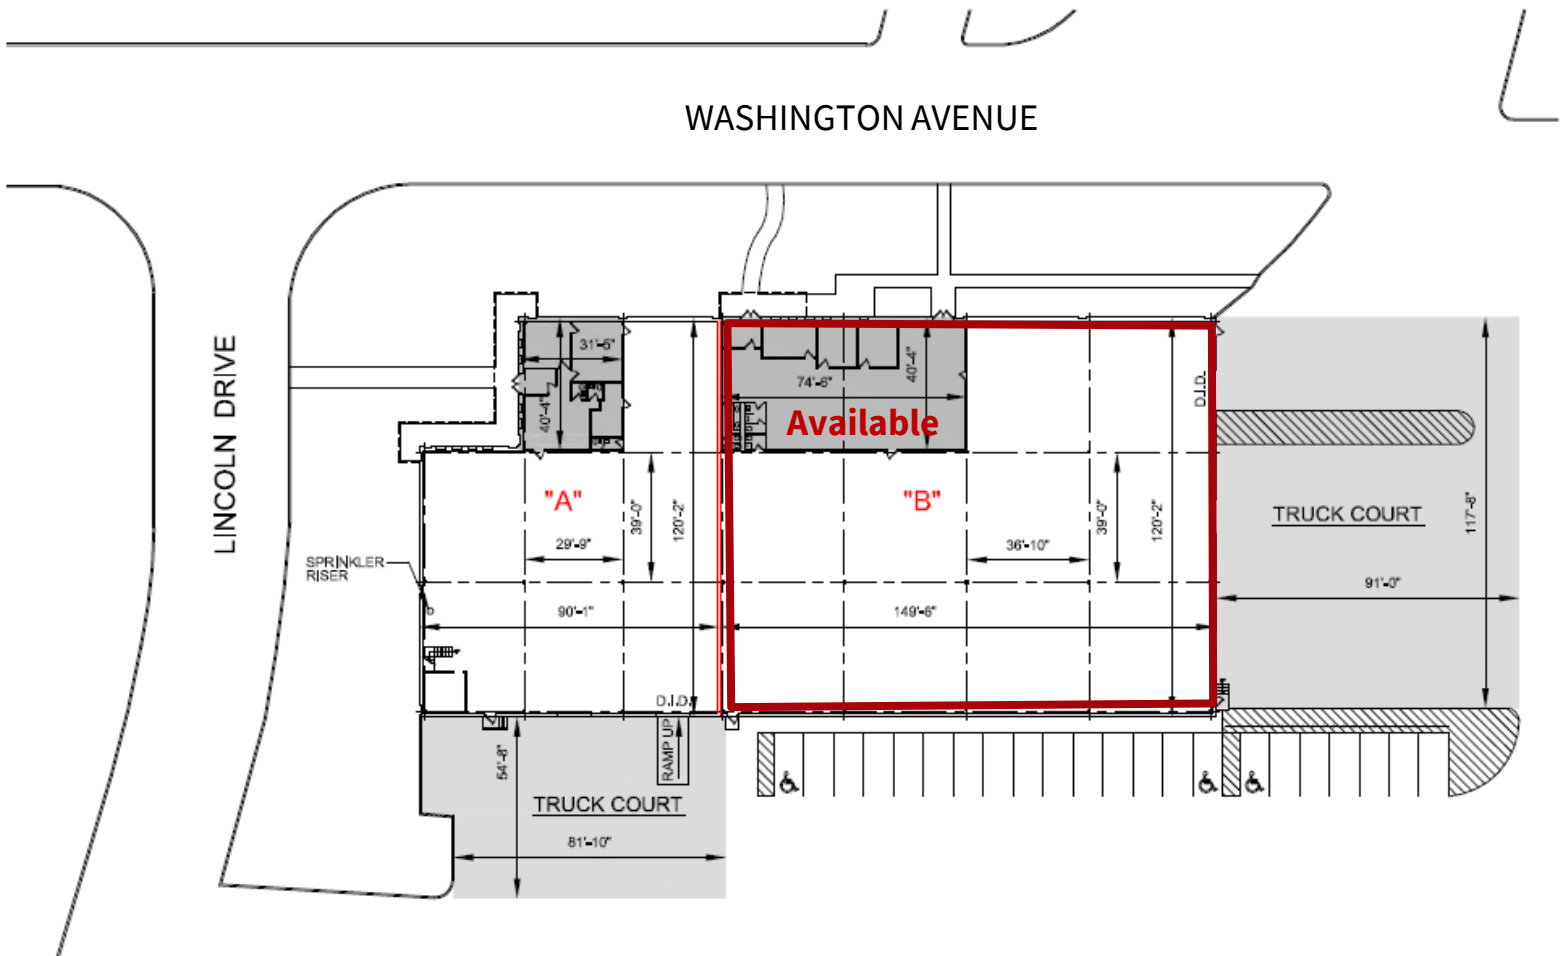 WASHINGTON AVENUE
LINCOLN DRIVE
31'-6"
40'-4"
74'-6"
40'-4"
Available
D.I.D.
"A"
"B"
39'-0"
120'-2"
29'-9"
39'-0"
120'-2"
36'-10"
TRUCK COURT
117'-8"
SPRINKLER
RISER
91'-0"
90'-1"
149'-6"
D.I.D.
RAMP UP
54'-8"
TRUCK COURT
81'-10"